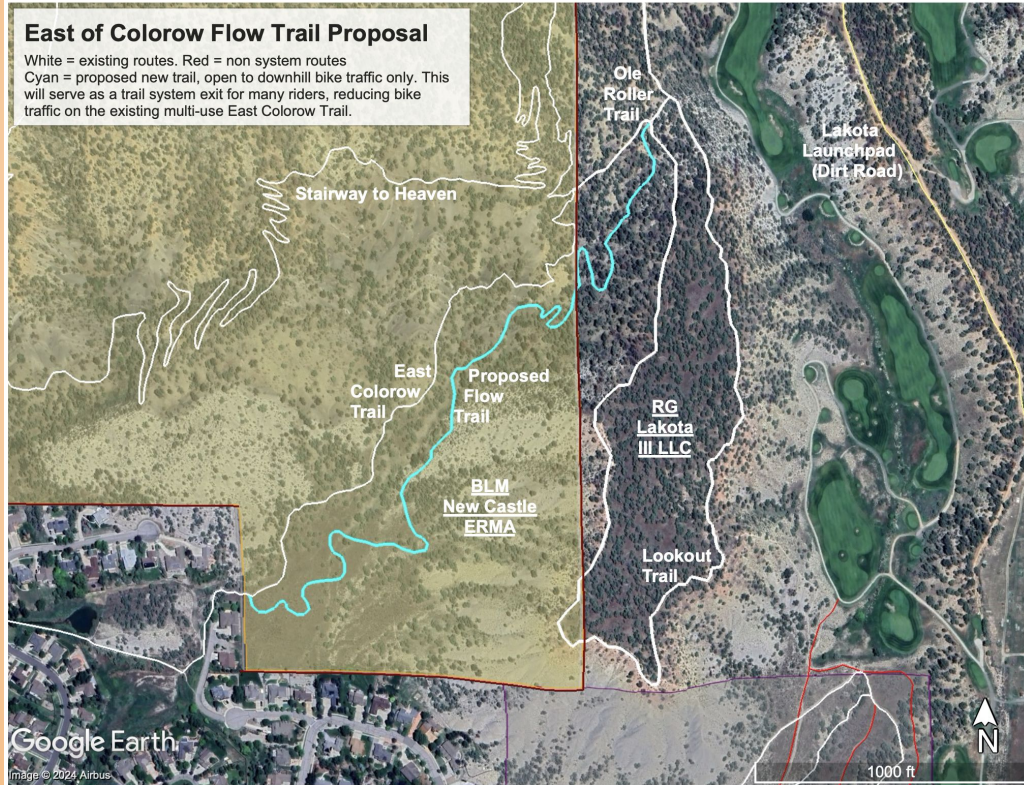 East of Colorow Flow Trail Proposal
White = existing routes. Red = non system routes
Cyan = proposed new trail, open to downhill bike traffic only. This
will serve as a trail system exit for many riders, reducing bike
traffic on the existing multi-use East Colorow Trail.
Ole
Roller
Trail
Lakota
Launchpad
(Dirt Road)
Stairway to Heaven
East
Colorow
Trail
Proposed
Flow
Trail
RG
Lakota
III LLC
BLM
New Castle
ERMA
Lookout
Trail
N
Google Earth
Image © 2024 Airbus
1000 ft